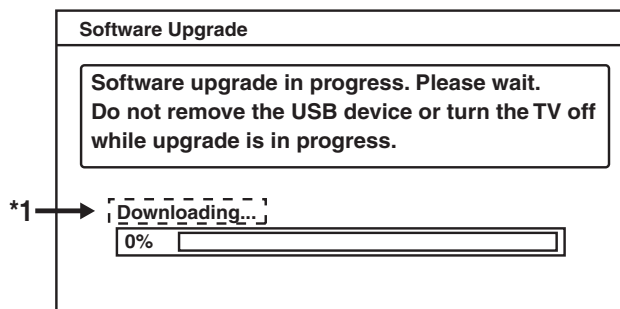 Software Upgrade
Software upgrade in progress. Please wait.
Do not remove the USB device or turn the TV off
while upgrade is in progress.
*1
Downloading...
0%